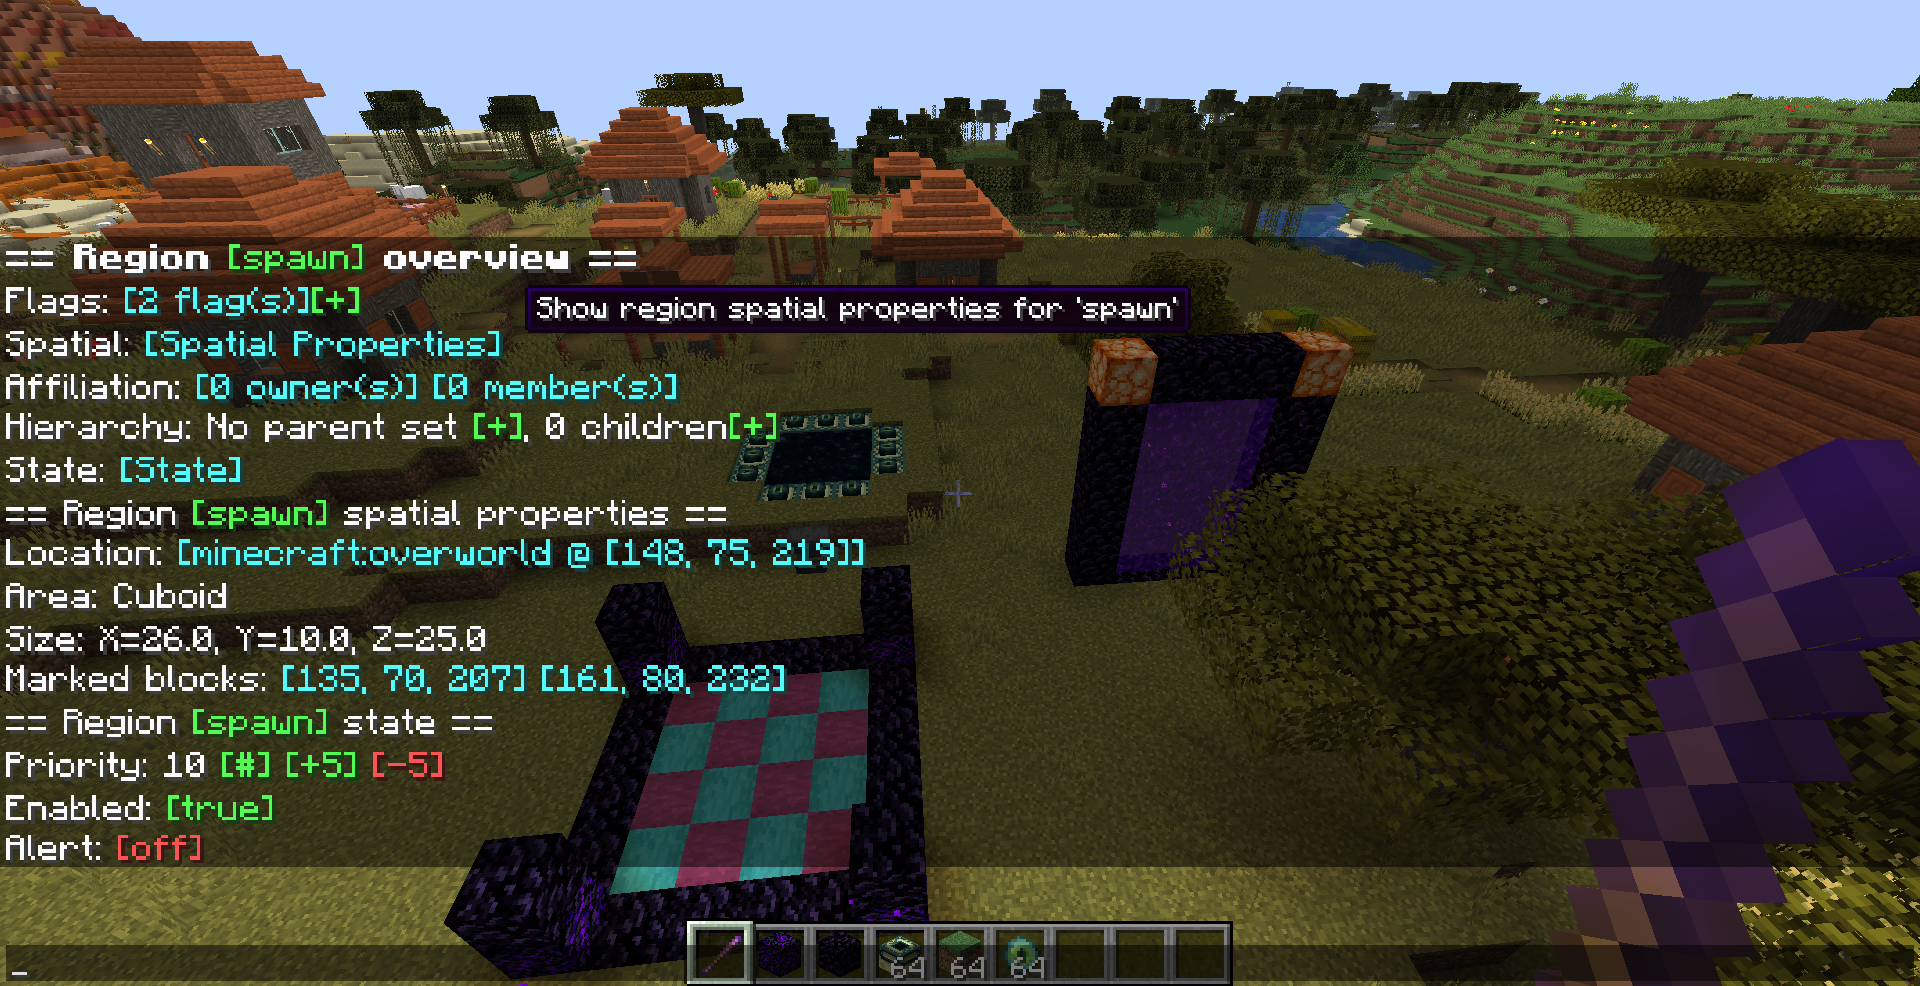 == Region [spawn] overview ==
Flags: [2 flag(s)][+]
Show region spatial properties for 'spawn'
Spatial: [Spatial Properties]
Affiliation: [0 owner(s)] [0 member(s)]
Hierarchy: No parent set [+], 0 children[+]
State: [State]
== Region [spawn] spatial properties ==
Location: [minecraft:overworld @ [148, 75, 219]]
Area: Cuboid
Size: X=26.0, Y=10.0, Z=25.0
Marked blocks: [135, 70, 207] [161, 80, 232]
== Region [spawn] state ==
Priority: 10 [#] [+5] [-5]
Enabled: [true]
Alert: [off]
64 64 64
_